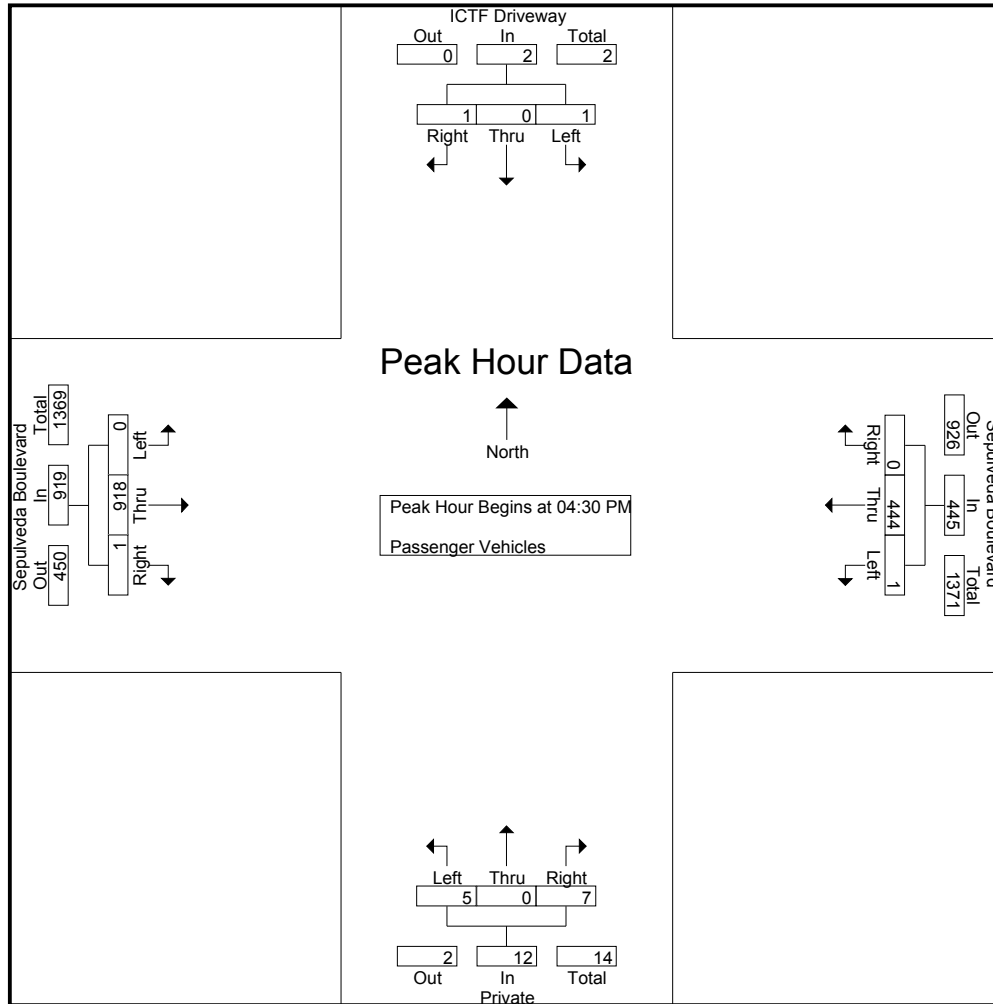 ICTF Driveway
Out In Total
0 2 2
1 0 1
Right Thru Left
Peak Hour Data
North
Peak Hour Begins at 04:30 PM
Passenger Vehicles
Sepulveda Boulevard
Total In Out
1369 919 450
0 918 1
Left Thru Right
Right Thru Left
0 444 1
926 445 1371
Out In Total
Sepulveda Boulevard
Left Thru Right
5 0 7
2 12 14
Out In Total
Private